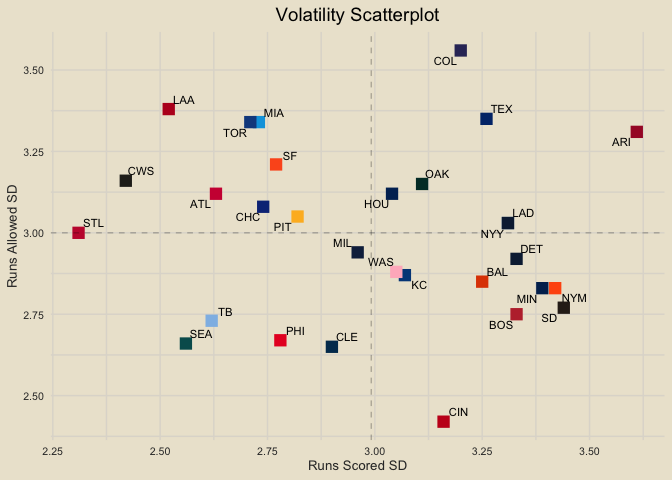 Volatility Scatterplot
COL
3.50
LAA
MIA
TEX
TOR
ARI
3.25
SF
CWS
OAK
ATL
HOU
CHC
LAD
PIT
STL
3.00
NYY
MIL
DET
WAS
BAL
KC
2.75
MIN
NYM
TB
SD
BOS
SEA
PHI
CLE
2.50
CIN
Runs Allowed SD
2.25
2.50
2.75
3.00
3.25
3.50
Runs Scored SD